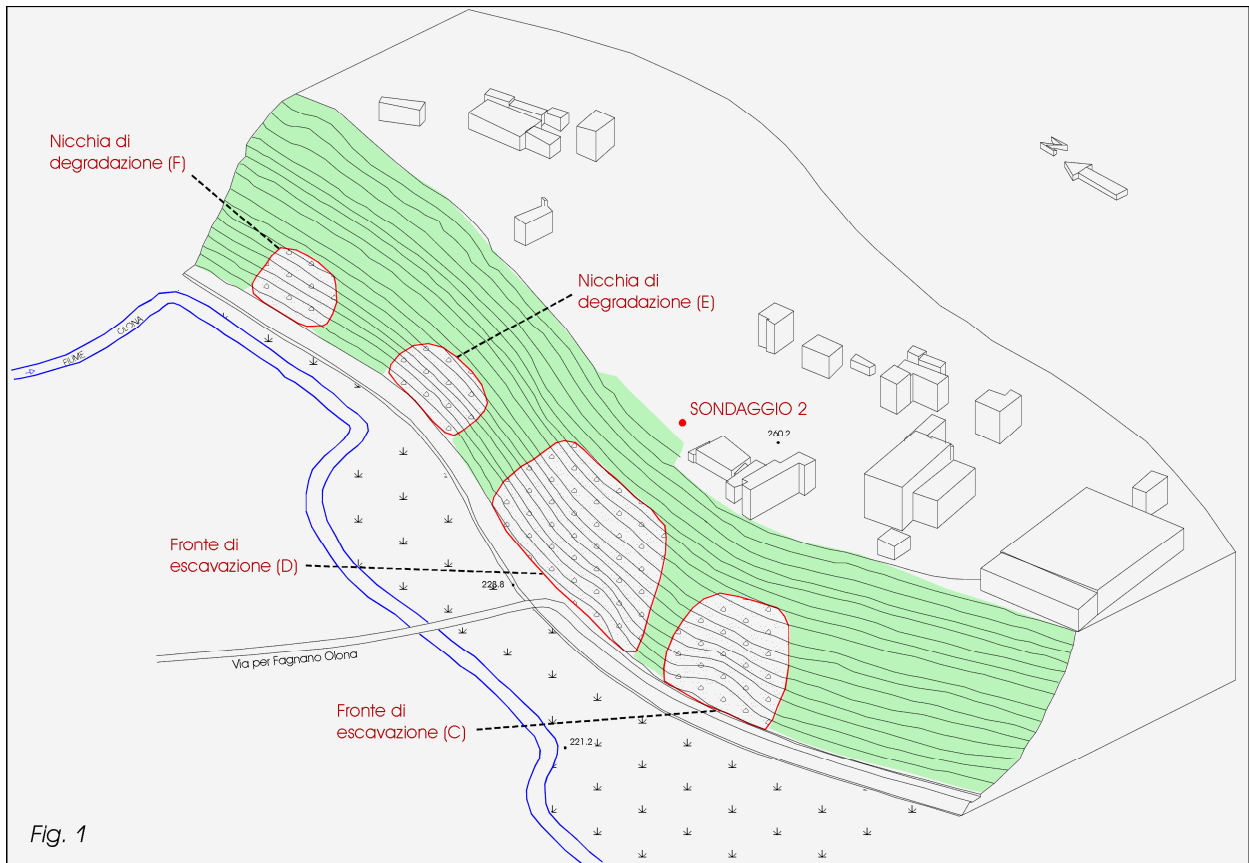 Nicchia di
degradazione (F)
N
Nicchia di
degradazione (E)
FIUME OLONA
SONDAGGIO 2
260.2
Fronte di
escavazione (D)
228.8
Via per Fagnano Olona
Fronte di
escavazione (C)
221.2
Fig. 1